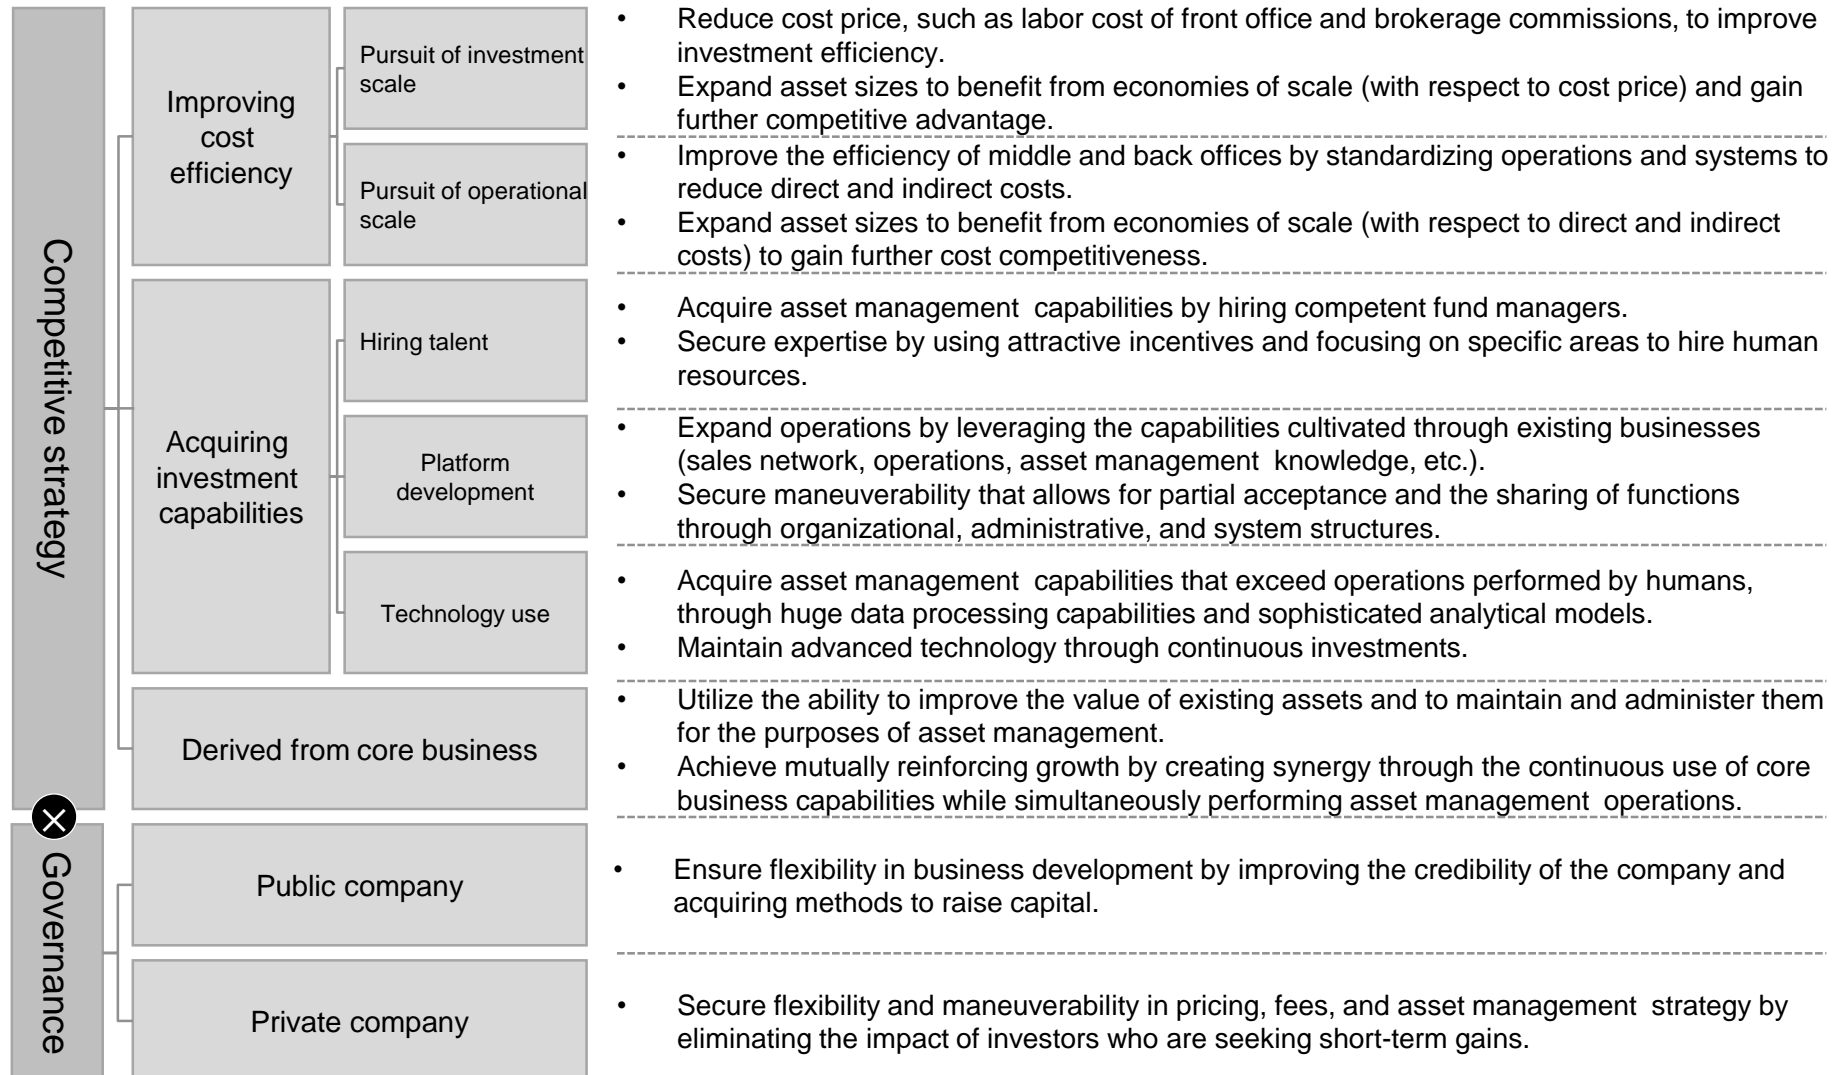 Competitive strategy
Improving
cost
efficiency
Pursuit of investment
scale
• Reduce cost price, such as labor cost of front office and brokerage commissions, to improve
investment efficiency.
• Expand asset sizes to benefit from economies of scale (with respect to cost price) and gain
further competitive advantage.
Pursuit of operational
scale
• Improve the efficiency of middle and back offices by standardizing operations and systems to
reduce direct and indirect costs.
• Expand asset sizes to benefit from economies of scale (with respect to direct and indirect
costs) to gain further cost competitiveness.
Acquiring
investment
capabilities
Hiring talent
• Acquire asset management capabilities by hiring competent fund managers.
• Secure expertise by using attractive incentives and focusing on specific areas to hire human
resources.
Platform
development
• Expand operations by leveraging the capabilities cultivated through existing businesses
(sales network, operations, asset management knowledge, etc.).
• Secure maneuverability that allows for partial acceptance and the sharing of functions
through organizational, administrative, and system structures.
Technology use
• Acquire asset management capabilities that exceed operations performed by humans,
through huge data processing capabilities and sophisticated analytical models.
• Maintain advanced technology through continuous investments.
Derived from core business
• Utilize the ability to improve the value of existing assets and to maintain and administer them
for the purposes of asset management.
• Achieve mutually reinforcing growth by creating synergy through the continuous use of core
business capabilities while simultaneously performing asset management operations.
×
Governance
Public company
• Ensure flexibility in business development by improving the credibility of the company and
acquiring methods to raise capital.
Private company
• Secure flexibility and maneuverability in pricing, fees, and asset management strategy by
eliminating the impact of investors who are seeking short-term gains.